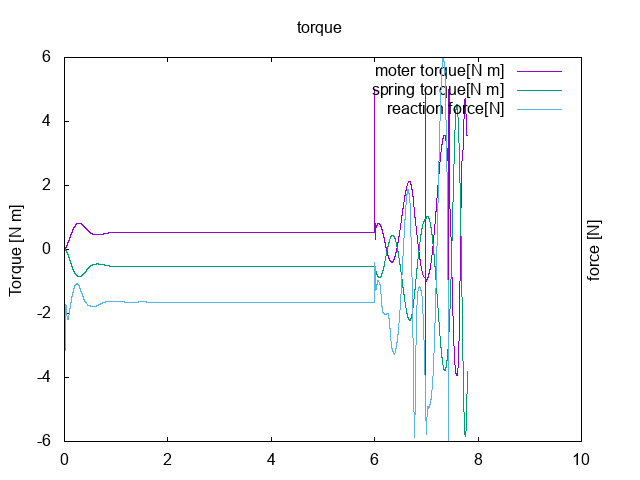 torque
moter torque[N m]
spring torque[N m]
reaction force[N]
Torque [N m]
force [N]
6
4
2
0
-2
-4
-6
0 2 4 6 8 10